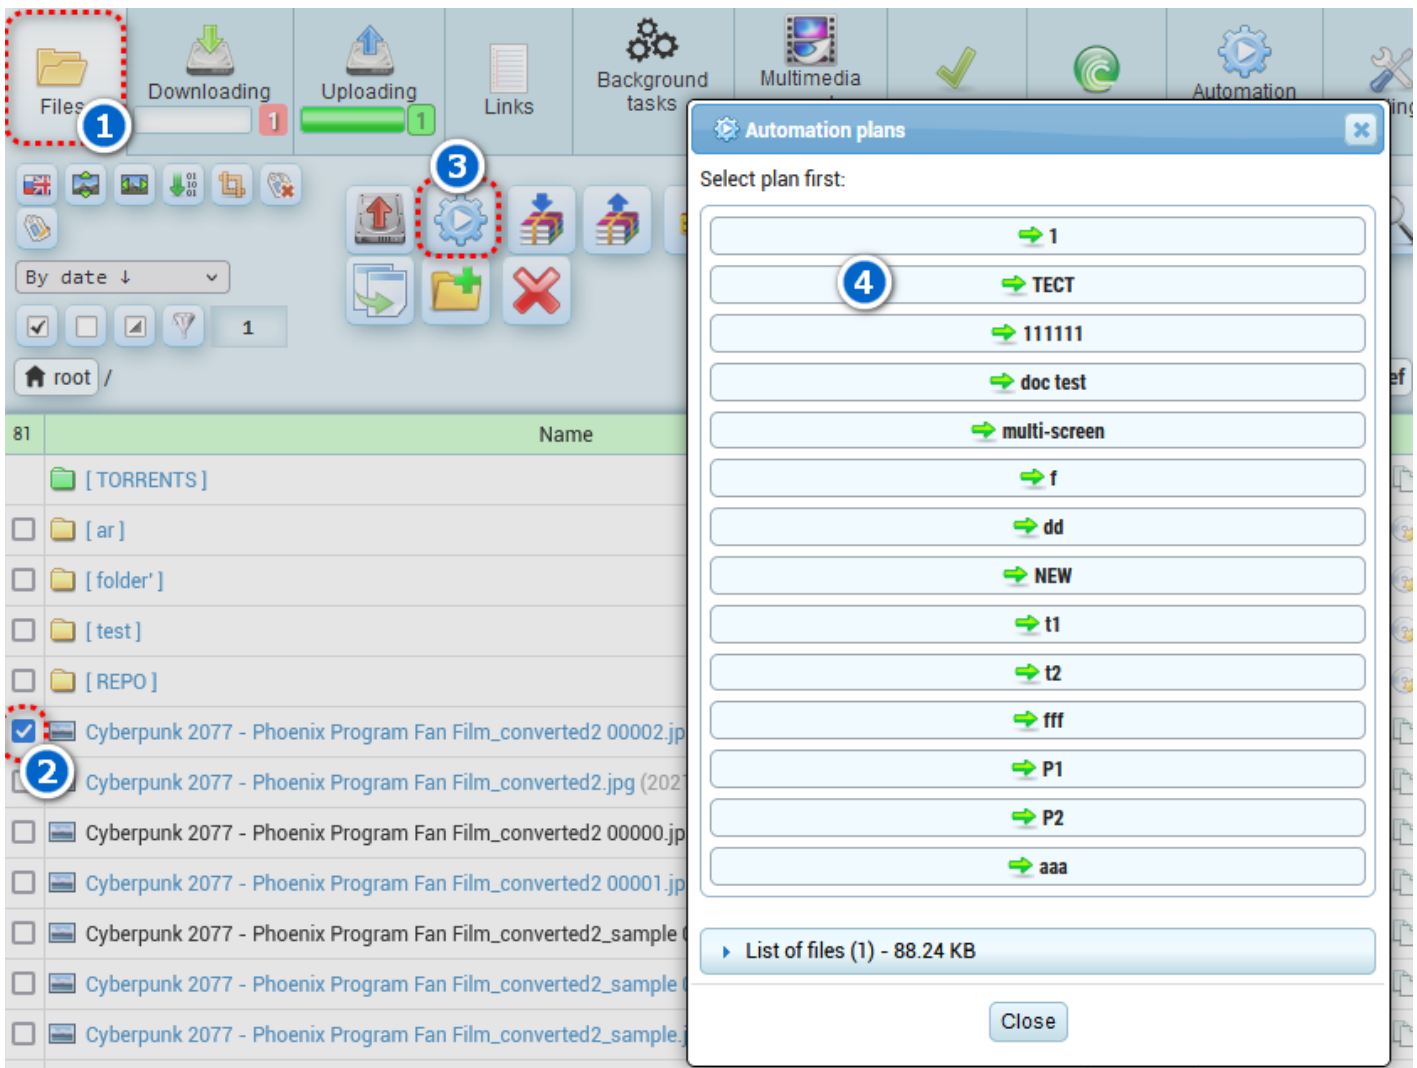 Files
Downloading
1
Uploading
1
Links
Background
tasks
Multimedia
Automation
1
3
By date ↓
1
root /
81
Name
[ TORRENTS ]
[ ar ]
[ folder' ]
[ test ]
[ REPO ]
Cyberpunk 2077 - Phoenix Program Fan Film_converted2 00002.jp
2
Cyberpunk 2077 - Phoenix Program Fan Film_converted2.jpg (202
Cyberpunk 2077 - Phoenix Program Fan Film_converted2 00000.jp
Cyberpunk 2077 - Phoenix Program Fan Film_converted2 00001.jp
Cyberpunk 2077 - Phoenix Program Fan Film_converted2_sample
Cyberpunk 2077 - Phoenix Program Fan Film_converted2_sample
Cyberpunk 2077 - Phoenix Program Fan Film_converted2_sample.j
Automation plans
Select plan first:
1
4
TECT
111111
doc test
multi-screen
f
dd
NEW
t1
t2
fff
P1
P2
aaa
List of files (1) - 88.24 KB
Close